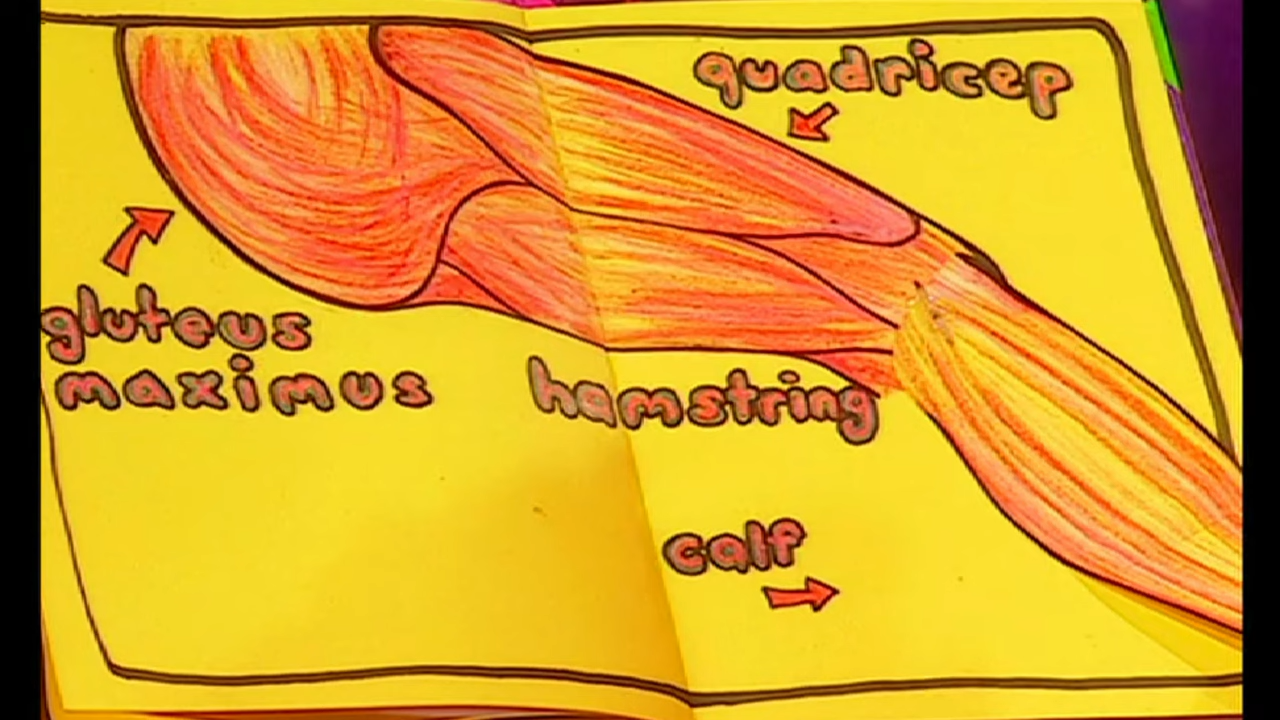 quadricep
gluteus
maximus
hamstring
calf